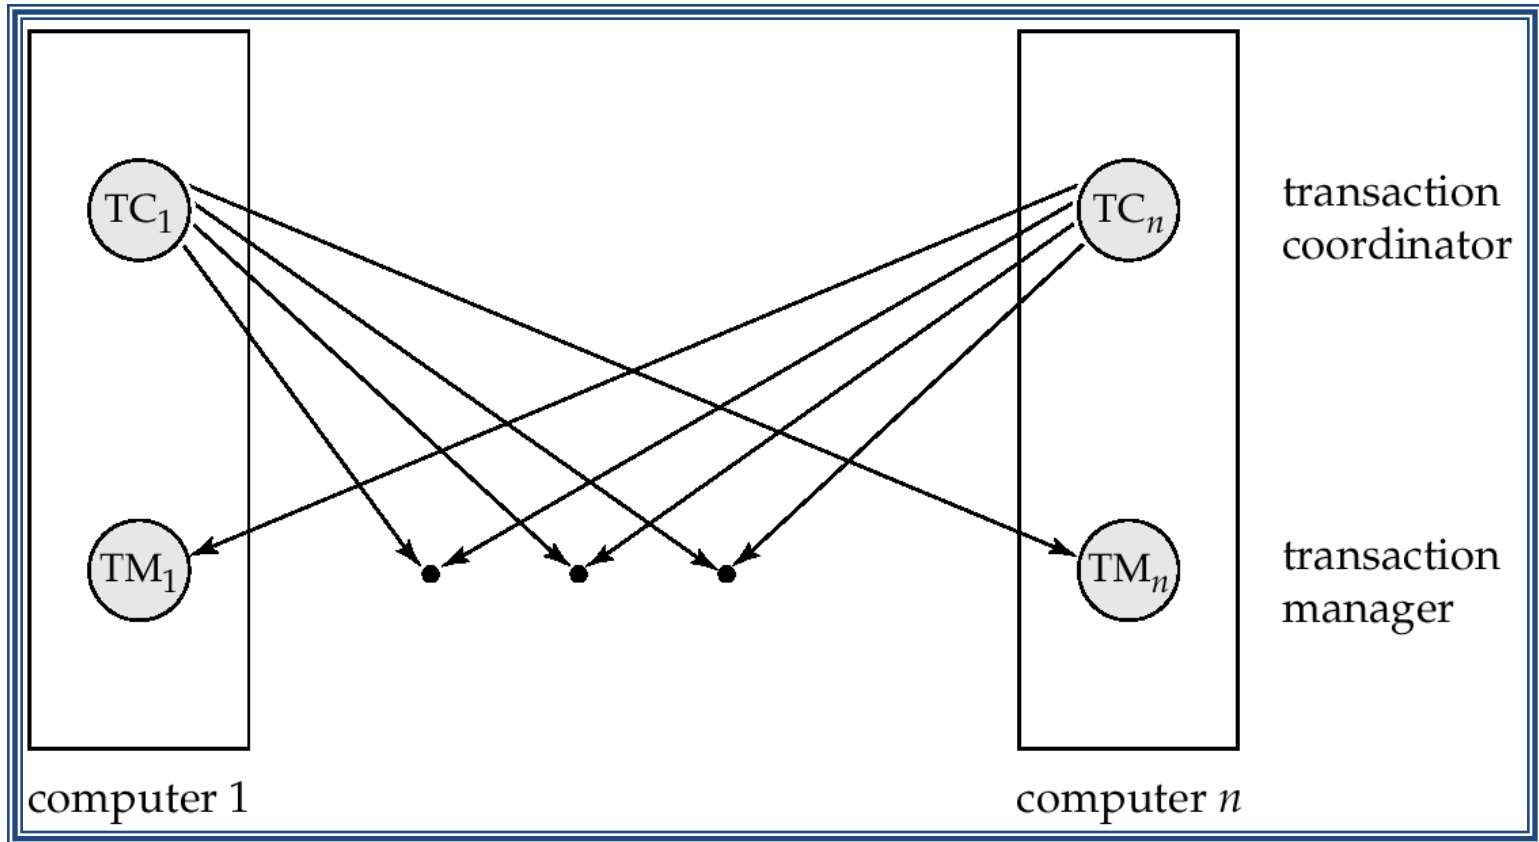 TC1
TCn
transaction
coordinator
TM1
TMn
transaction
manager
computer 1
computer n